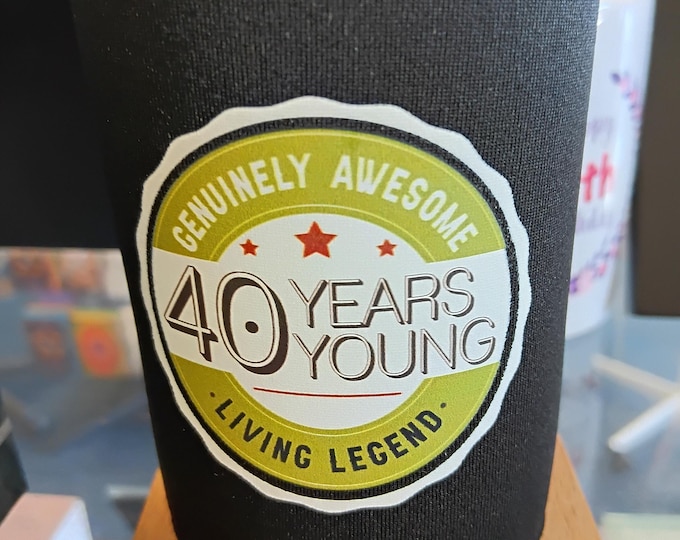 GENUINELY AWESOME
40 YEARS
YOUNG
· LIVING LEGEND ·